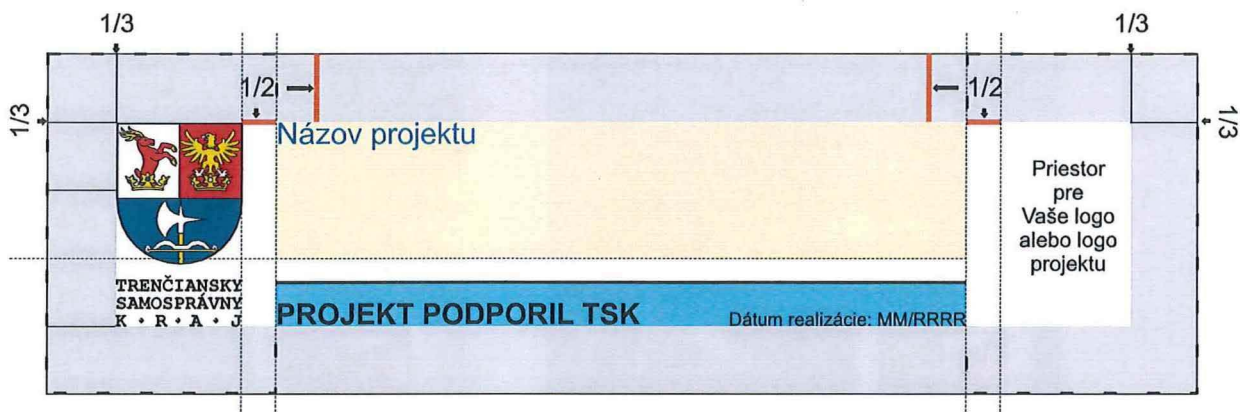 1/3
1/3
1/2
1/2
1/3
1/3
Názov projektu
Priestor
pre
Vaše logo
alebo logo
projektu
TRENČIANSKY
SAMOSPRÁVNY
K · R · A · J
PROJEKT PODPORIL TSK
Dátum realizácie: MM/RRRR